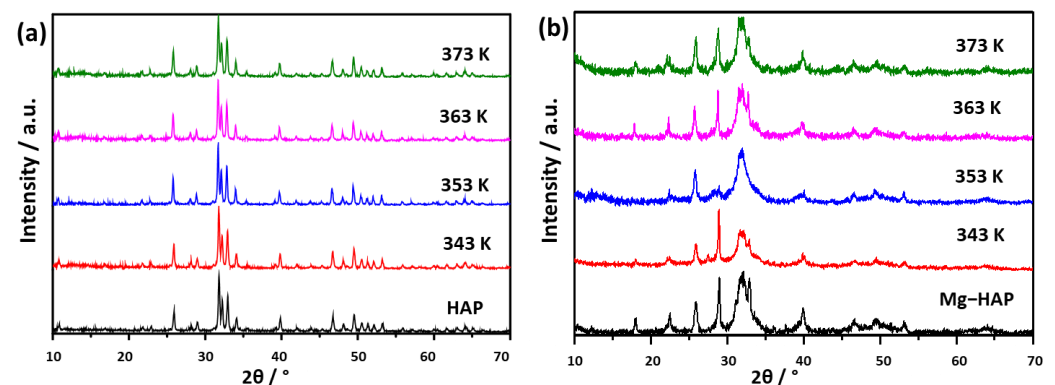 (a)
Intensity / a.u.
373 K
363 K
353 K
343 K
HAP
10 20 30 40 50 60 70
2θ / °
(b)
Intensity / a.u.
373 K
363 K
353 K
343 K
Mg–HAP
10 20 30 40 50 60 70
2θ / °